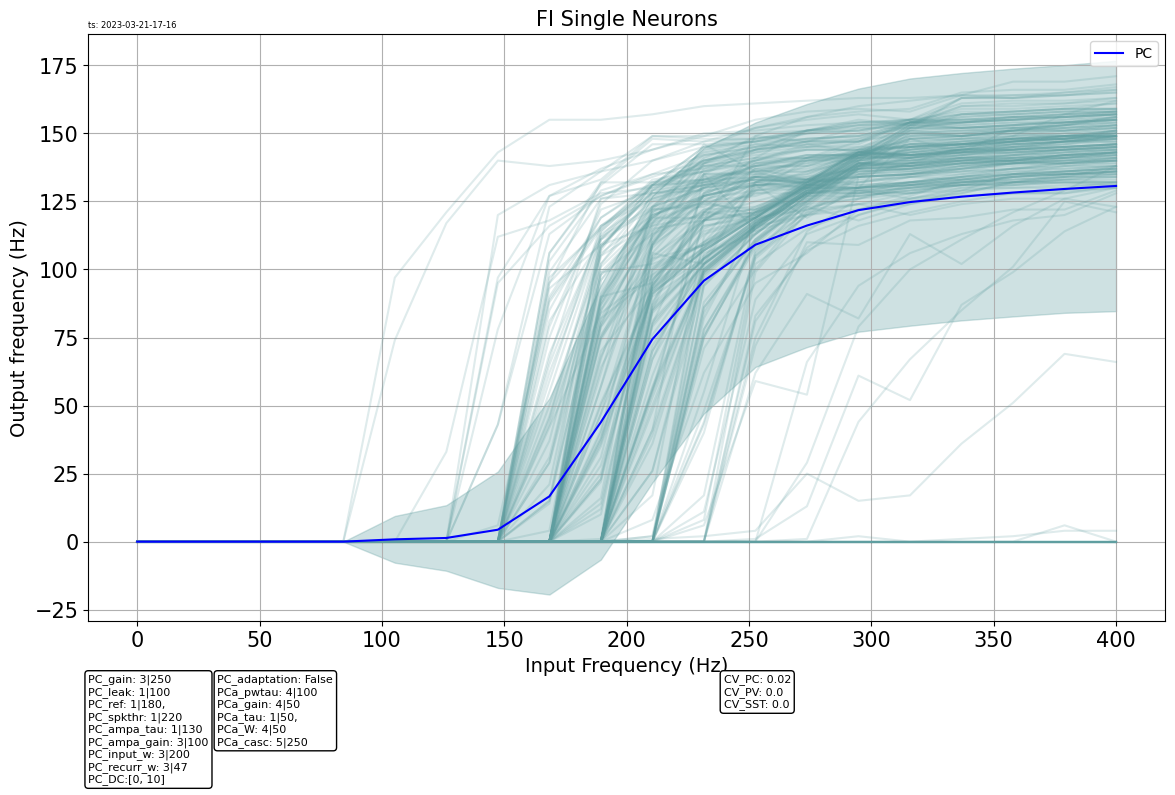 ts: 2023-03-21-17-16
FI Single Neurons
PC
Output frequency (Hz)
175
150
125
100
75
50
25
0
−25
0 50 100 150 200 250 300 350 400
Input Frequency (Hz)
PC_gain: 3|250
PC_leak: 1|100
PC_ref: 1|180,
PC_spkthr: 1|220
PC_ampa_tau: 1|130
PC_ampa_gain: 3|100
PC_input_w: 3|200
PC_recurr_w: 3|47
PC_DC:[0, 10]
PC_adaptation: False
PCa_pwtau: 4|100
PCa_gain: 4|50
PCa_tau: 1|50,
PCa_W: 4|50
PCa_casc: 5|250
CV_PC: 0.02
CV_PV: 0.0
CV_SST: 0.0